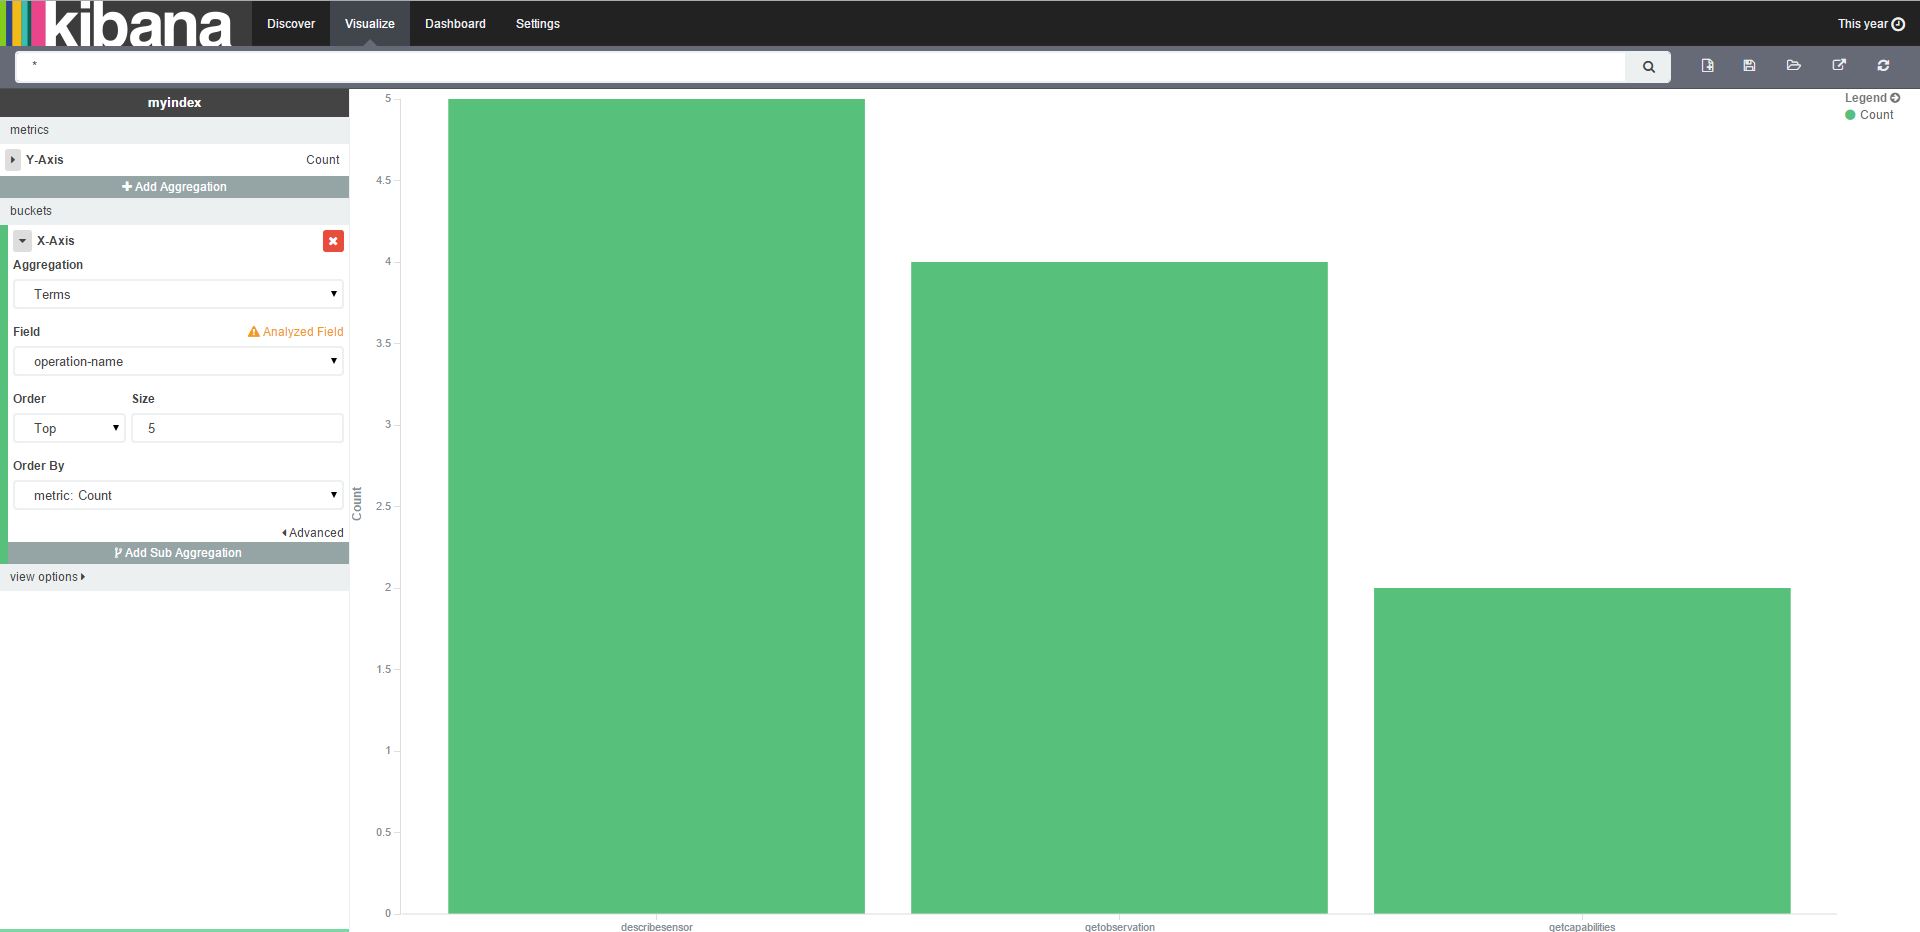 kibana Discover Visualize Dashboard Settings This year
*
myindex
metrics
Y-Axis Count
Add Aggregation
buckets
X-Axis
Aggregation
Terms
Field Analyzed Field
operation-name
Order Size
Top 5
Order By
metric: Count
Advanced
Add Sub Aggregation
view options
Count
5
4.5
4
3.5
3
2.5
2
1.5
1
0.5
0
describesensor getobservation getcapabilities
Legend
Count